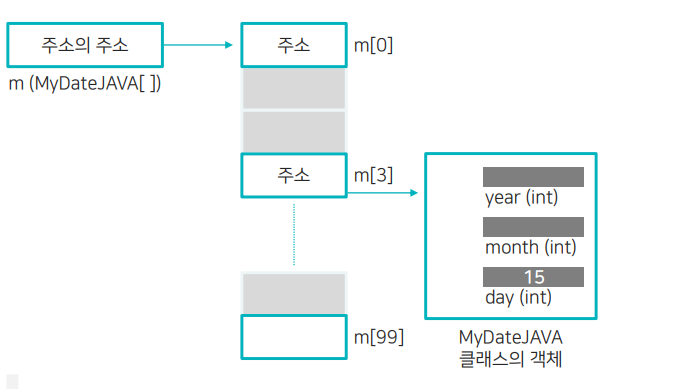 주소의 주소
m (MyDateJAVA[ ])
주소
m[0]
주소
m[3]
year (int)
month (int)
15
day (int)
m[99]
MyDateJAVA
클래스의 객체